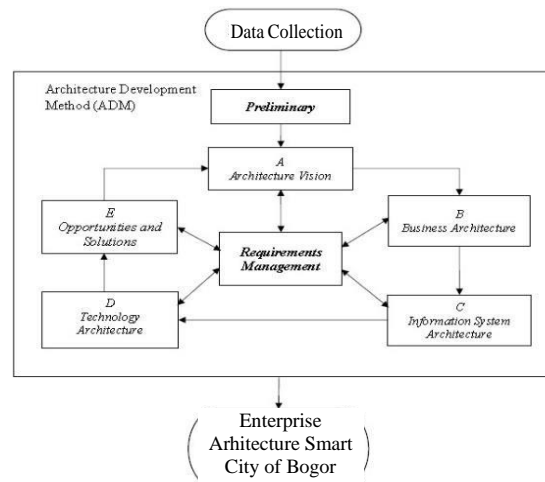 Data Collection
Architecture Development
Method (ADM)
Preliminary
A
Architecture Vision
E
Opportunities and
Solutions
B
Business Architecture
Requirements
Management
D
Technology
Architecture
C
Information System
Architecture
Enterprise
Arhitecture Smart
City of Bogor